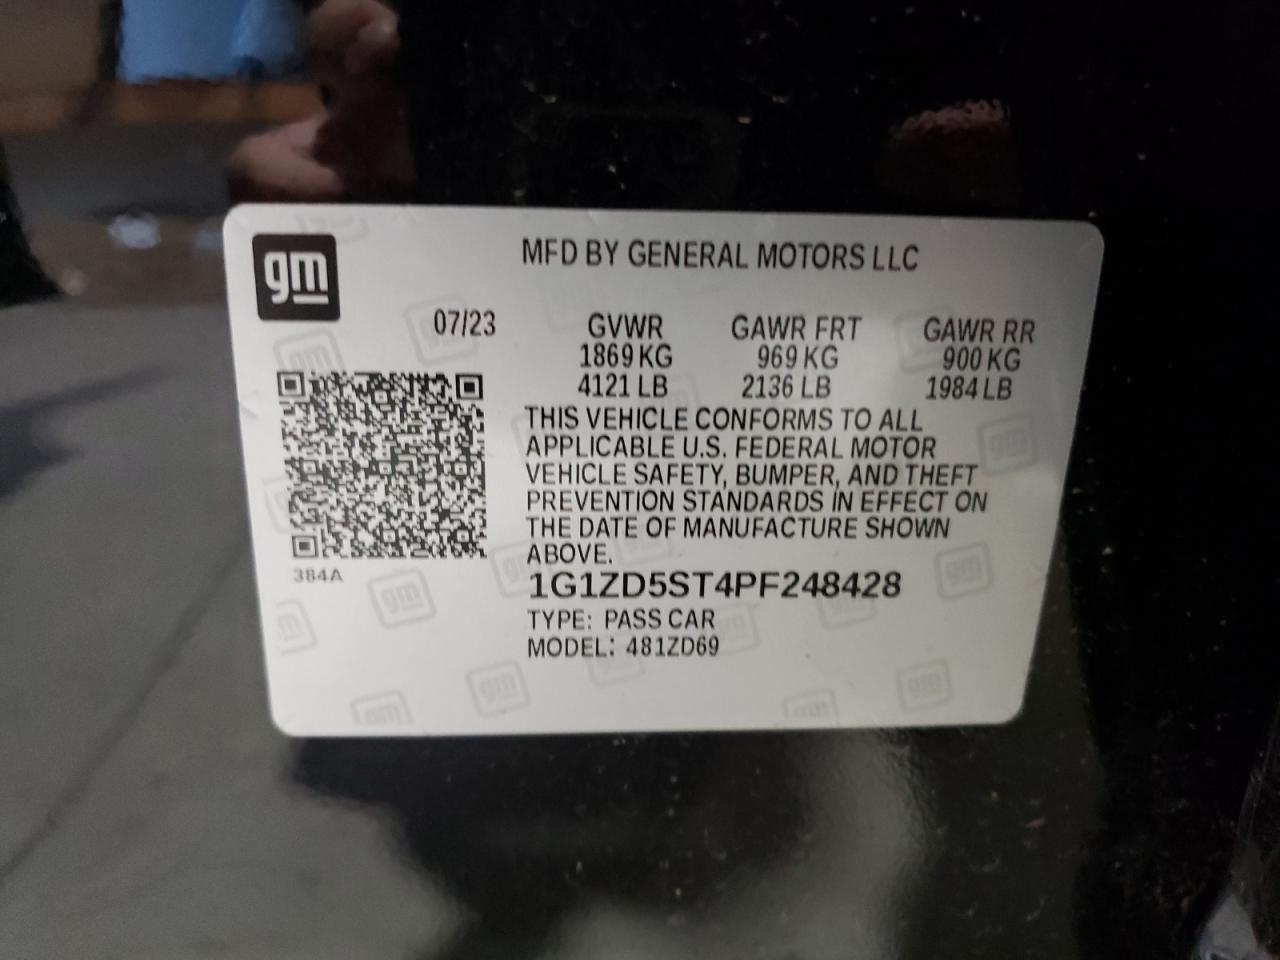 gm
MFD BY GENERAL MOTORS LLC
07/23 GVWR GAWR FRT GAWR RR
1869 KG 969 KG 900 KG
4121 LB 2136 LB 1984 LB
THIS VEHICLE CONFORMS TO ALL
APPLICABLE U.S. FEDERAL MOTOR
VEHICLE SAFETY, BUMPER, AND THEFT
PREVENTION STANDARDS IN EFFECT ON
THE DATE OF MANUFACTURE SHOWN
ABOVE.
384A
1G1ZD5ST4PF248428
TYPE: PASS CAR
MODEL: 481ZD69